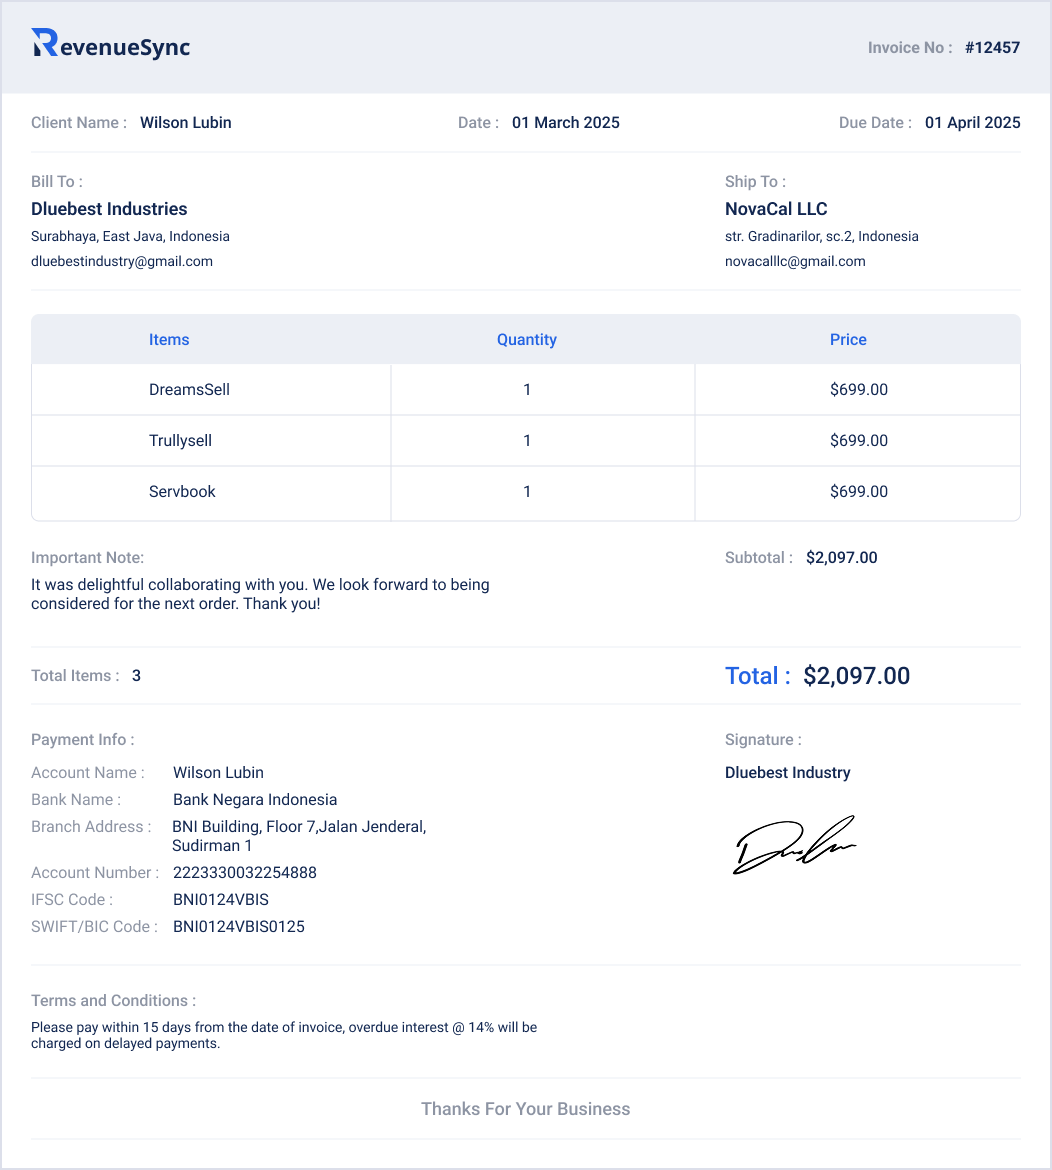 RevenueSync
Invoice No : #12457
Client Name : Wilson Lubin Date : 01 March 2025 Due Date : 01 April 2025
Bill To :
Dluebest Industries
Surabhaya, East Java, Indonesia
dluebestindustry@gmail.com
Ship To :
NovaCal LLC
str. Gradinarilor, sc.2, Indonesia
novacalllc@gmail.com
Items Quantity Price
DreamsSell 1 $699.00
Trullysell 1 $699.00
Servbook 1 $699.00
Important Note:
It was delightful collaborating with you. We look forward to being
considered for the next order. Thank you!
Subtotal : $2,097.00
Total Items : 3
Total : $2,097.00
Payment Info :
Account Name : Wilson Lubin
Bank Name : Bank Negara Indonesia
Branch Address : BNI Building, Floor 7,Jalan Jenderal,
Sudirman 1
Account Number : 2223330032254888
IFSC Code : BNI0124VBIS
SWIFT/BIC Code : BNI0124VBIS0125
Signature :
Dluebest Industry
Terms and Conditions :
Please pay within 15 days from the date of invoice, overdue interest @ 14% will be
charged on delayed payments.
Thanks For Your Business